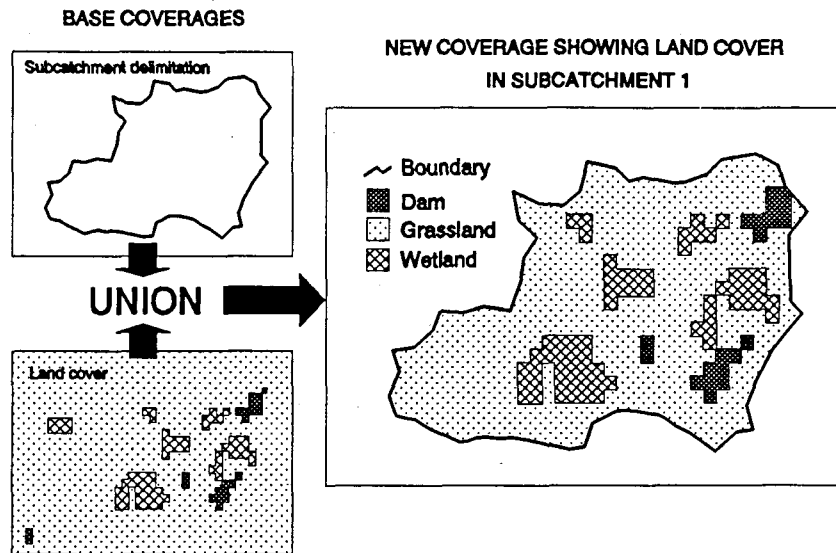 BASE COVERAGES
Subcatchment delimitation
UNION
Land cover
NEW COVERAGE SHOWING LAND COVER
IN SUBCATCHMENT 1
Boundary
Dam
Grassland
Wetland